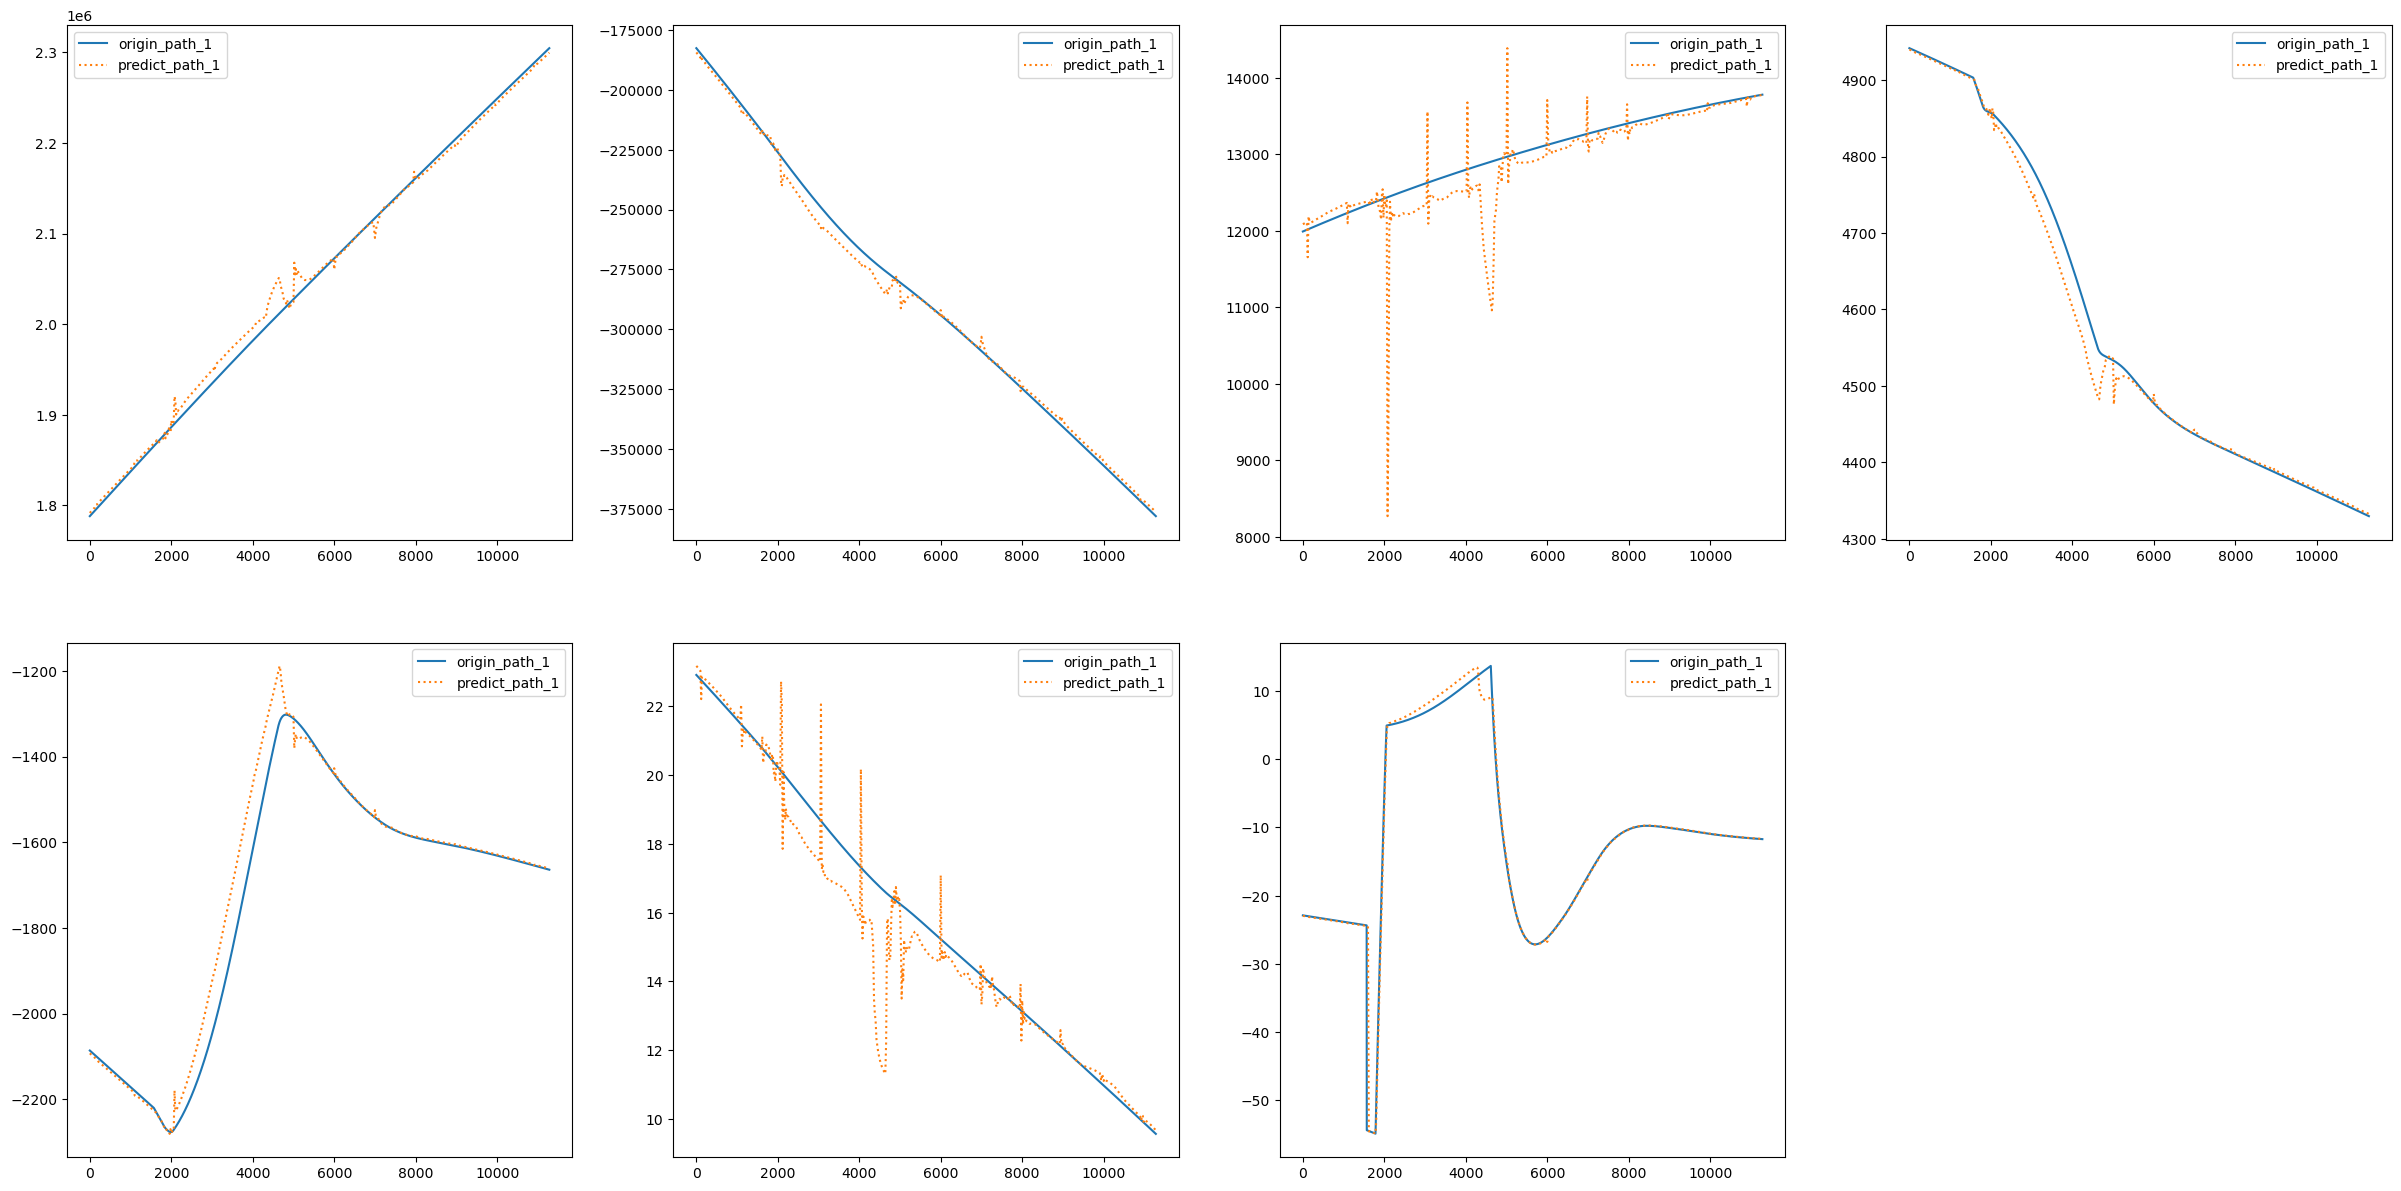 1e6
origin_path_1
predict_path_1
2.3
2.2
2.1
2.0
1.9
1.8
0 2000 4000 6000 8000 10000
origin_path_1
predict_path_1
−175000
−200000
−225000
−250000
−275000
−300000
−325000
−350000
−375000
0 2000 4000 6000 8000 10000
origin_path_1
predict_path_1
14000
13000
12000
11000
10000
9000
8000
0 2000 4000 6000 8000 10000
origin_path_1
predict_path_1
4900
4800
4700
4600
4500
4400
4300
0 2000 4000 6000 8000 10000
origin_path_1
predict_path_1
−1200
−1400
−1600
−1800
−2000
−2200
0 2000 4000 6000 8000 10000
origin_path_1
predict_path_1
22
20
18
16
14
12
10
0 2000 4000 6000 8000 10000
origin_path_1
predict_path_1
10
0
−10
−20
−30
−40
−50
0 2000 4000 6000 8000 10000